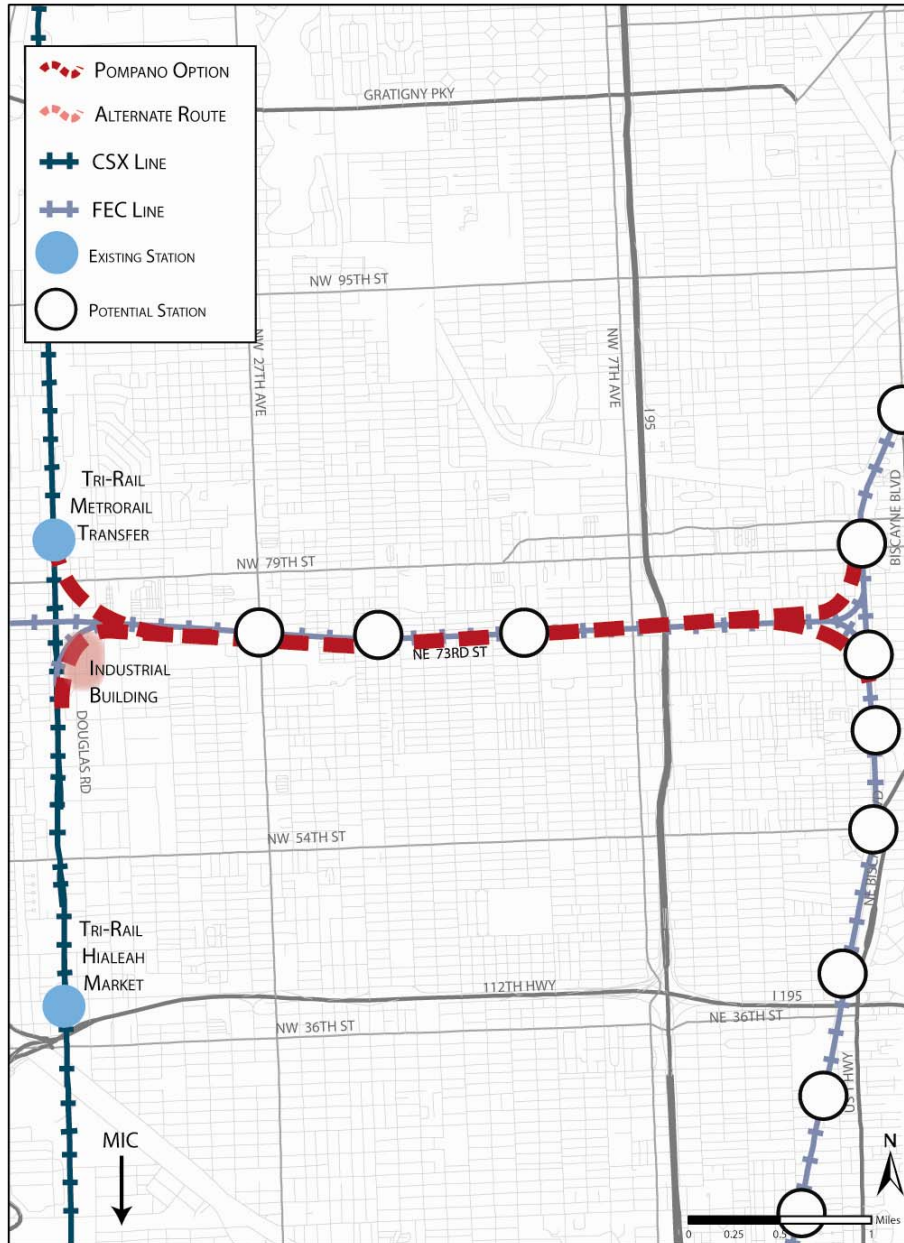 Pompano Option
Alternate Route
CSX Line
FEC Line
Existing Station
Potential Station
GRATIGNY PKY
NW 95TH ST
NW 27TH AVE
NW 7TH AVE
I 95
BISCAYNE BLVD
Tri-Rail
Metrorail
Transfer
NW 79TH ST
NE 73RD ST
Industrial
Building
DOUGLAS RD
NW 54TH ST
NE BISC
D
Tri-Rail
Hialeah
Market
112TH HWY
I 195
NE 36TH ST
NW 36TH ST
US 1 HWY
MIC
N
Miles
0 0.25 0.5 1